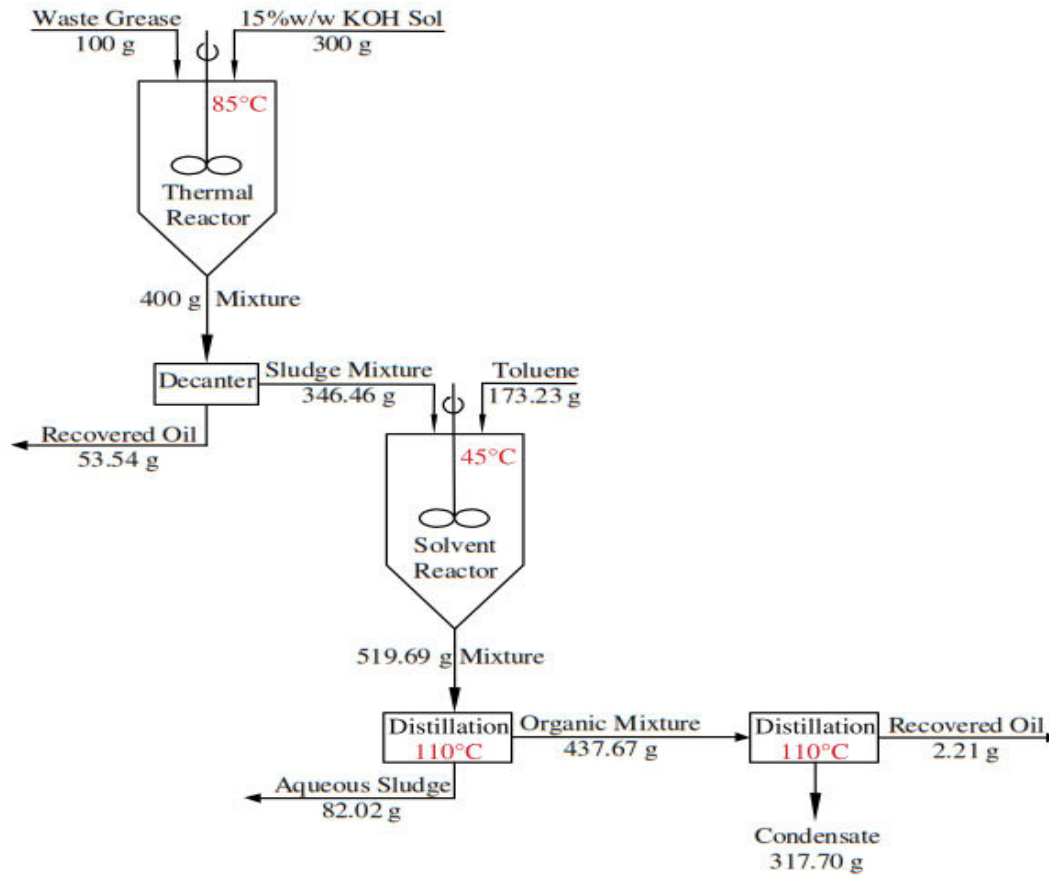 Waste Grease
100 g
15%w/w KOH Sol
300 g
85°C
Thermal
Reactor
400 g Mixture
Decanter
Sludge Mixture
346.46 g
Toluene
173.23 g
Recovered Oil
53.54 g
45°C
Solvent
Reactor
519.69 g Mixture
Distillation
110°C
Organic Mixture
437.67 g
Distillation
110°C
Recovered Oil
2.21 g
Aqueous Sludge
82.02 g
Condensate
317.70 g